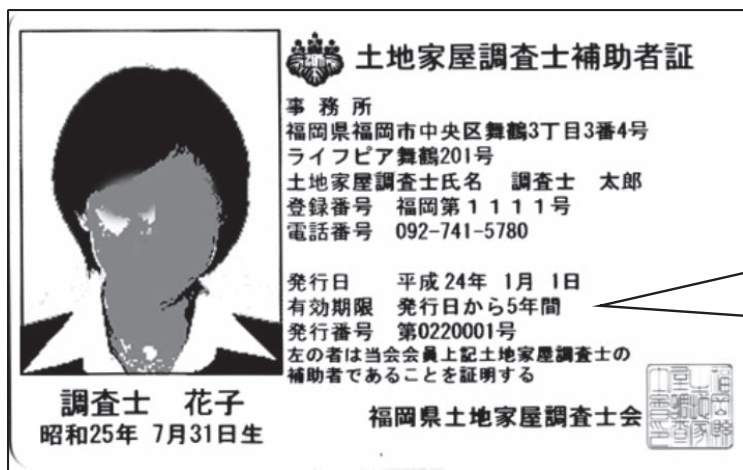 土地家屋調査士補助者証
事務所
福岡県福岡市中央区舞鶴3丁目3番4号
ライフピア舞鶴201号
土地家屋調査士氏名　調査士　太郎
登録番号　福岡第１１１１号
電話番号　092-741-5780
発行日　平成24年 1月 1日
有効期限　発行日から5年間
発行番号　第0220001号
左の者は当会会員上記土地家屋調査士の
補助者であることを証明する
福岡県土地家屋調査士会
調査士　花子
昭和25年 7月31日生